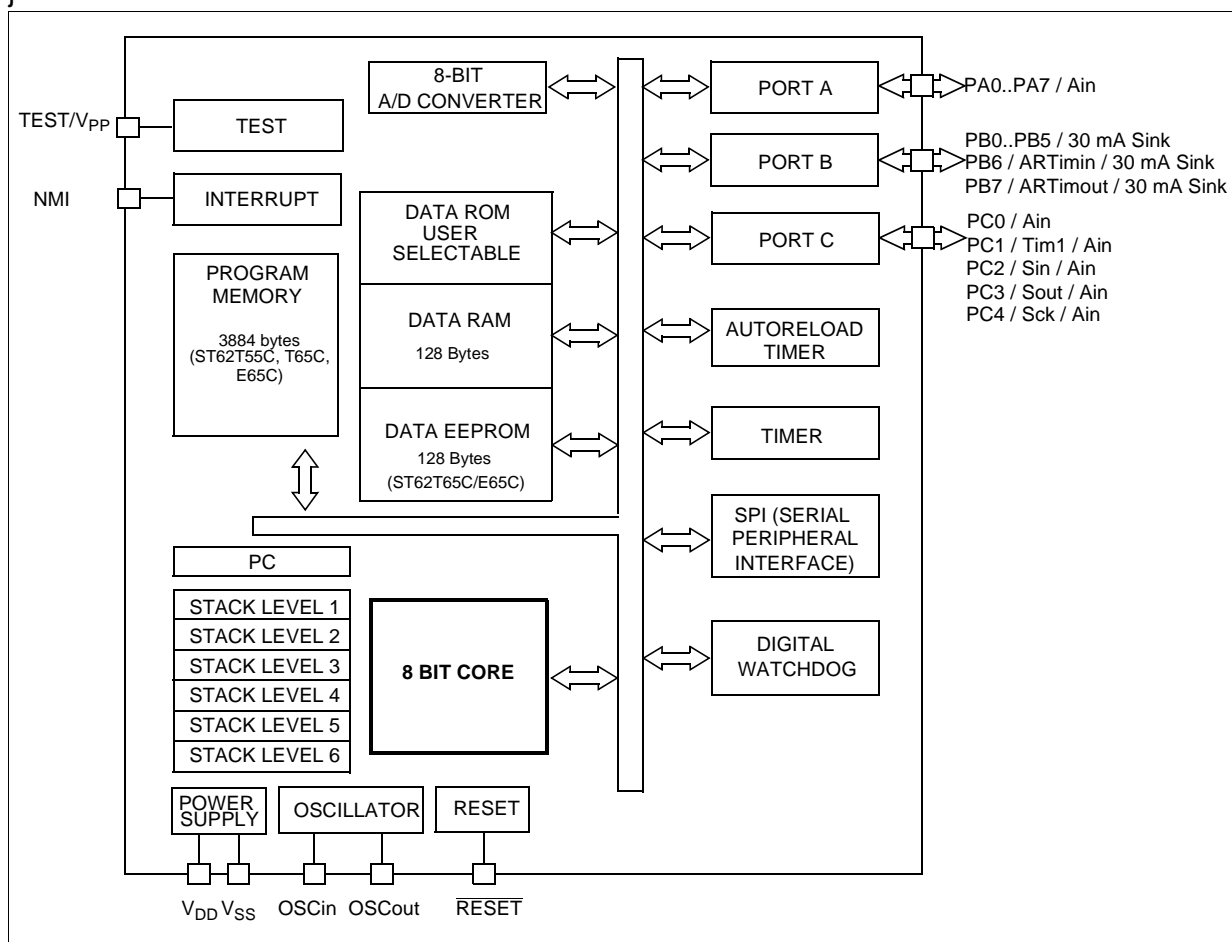 8-BIT
A/D CONVERTER
PORT A
PA0..PA7 / Ain
TEST/VPP
TEST
PORT B
PB0..PB5 / 30 mA Sink
PB6 / ARTimin / 30 mA Sink
PB7 / ARTimout / 30 mA Sink
NMI
INTERRUPT
DATA ROM
USER
SELECTABLE
PORT C
PC0 / Ain
PC1 / Tim1 / Ain
PC2 / Sin / Ain
PC3 / Sout / Ain
PC4 / Sck / Ain
PROGRAM
MEMORY
3884 bytes
(ST62T55C, T65C,
E65C)
DATA RAM
128 Bytes
AUTORELOAD
TIMER
DATA EEPROM
128 Bytes
(ST62T65C/E65C)
TIMER
SPI (SERIAL
PERIPHERAL
INTERFACE)
PC
STACK LEVEL 1
STACK LEVEL 2
STACK LEVEL 3
STACK LEVEL 4
STACK LEVEL 5
STACK LEVEL 6
8 BIT CORE
DIGITAL
WATCHDOG
POWER
SUPPLY
OSCILLATOR
RESET
VDD VSS OSCin OSCout RESET